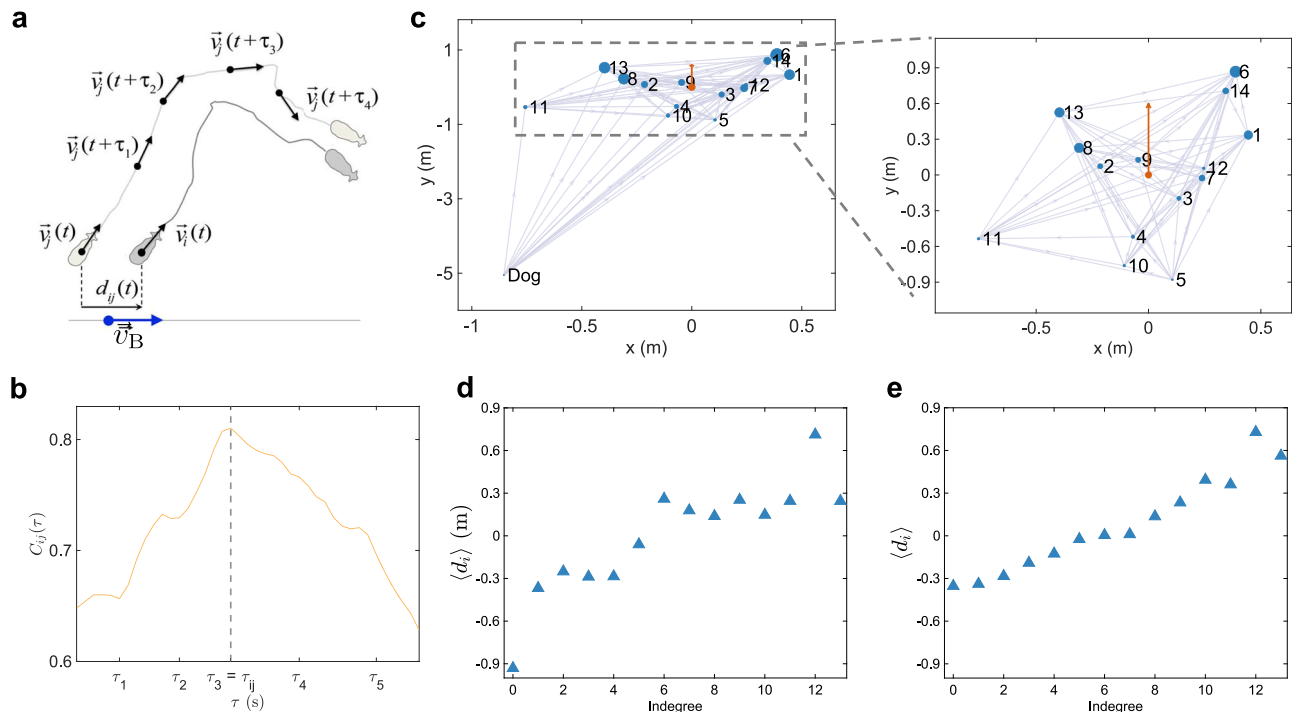 a
v⃗j(t+τ3)
v⃗j(t+τ2)
v⃗j(t+τ4)
v⃗j(t+τ1)
v⃗j(t)
v⃗i(t)
dij(t)
v⃗B
b
Cij(τ)
0.8
0.7
0.6
τ1
τ2
τ3 = τij
τ4
τ5
τ (s)
c
y (m)
1
-1
-3
-5
-1
-0.5
0
0.5
x (m)
6
14
1
13
8
2
9
12
7
3
11
4
10
5
Dog
y (m)
0.9
0.6
0.3
0
-0.3
-0.6
-0.9
-0.5
0
0.5
x (m)
6
14
13
1
8
9
2
12
7
3
4
11
10
5
d
⟨di⟩ (m)
0.9
0.6
0.3
0
-0.3
-0.6
-0.9
0
2
4
6
8
10
12
Indegree
e
⟨di⟩
0.9
0.6
0.3
0
-0.3
-0.6
-0.9
0
2
4
6
8
10
12
Indegree